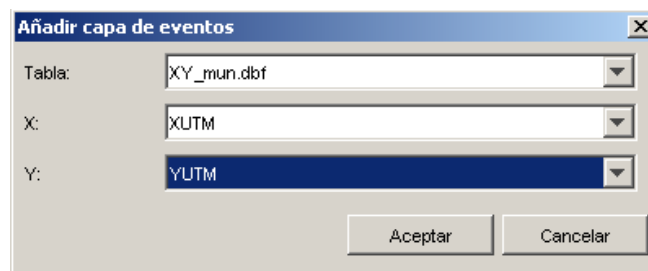 Añadir capa de eventos
Tabla: XY_mun.dbf
X: XUTM
Y: YUTM
Aceptar Cancelar